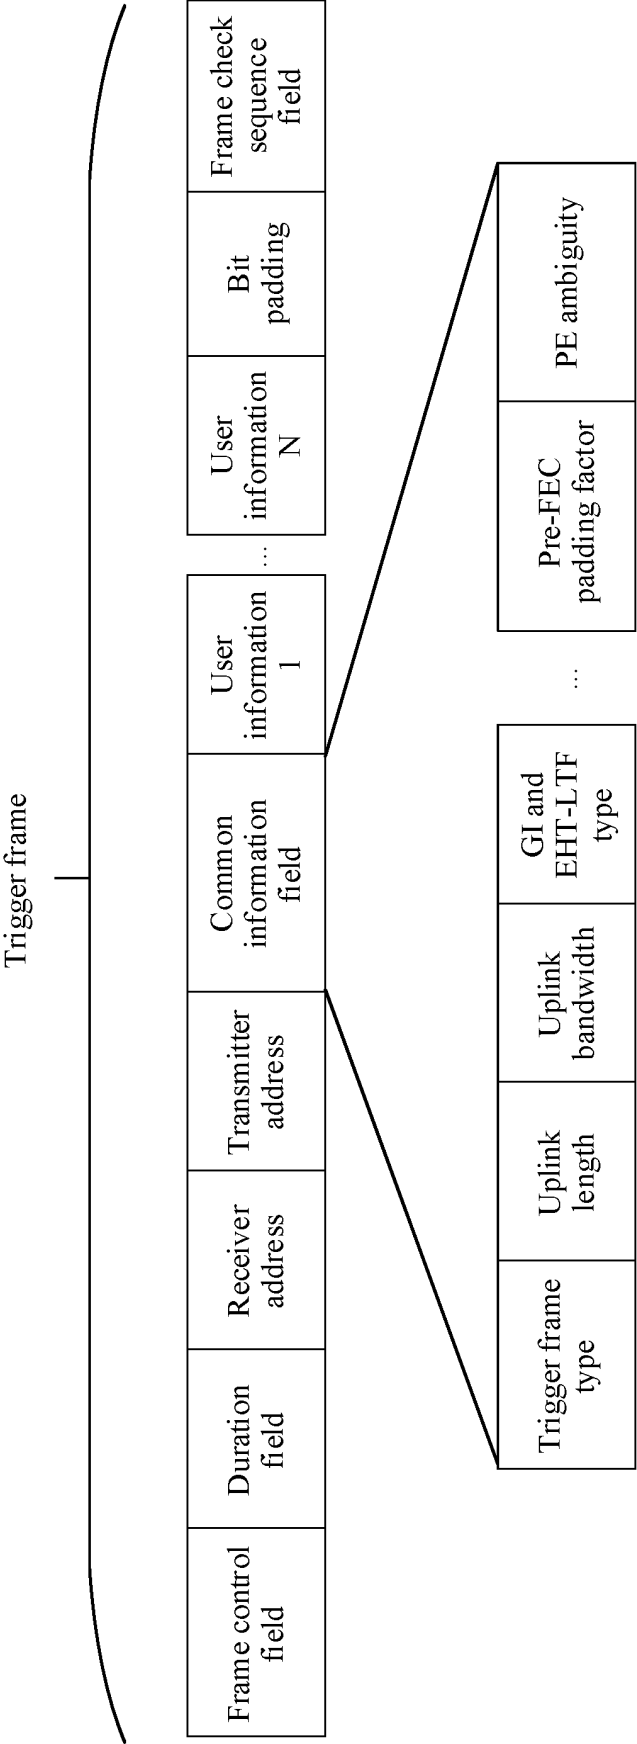 Trigger frame
Frame control
field
Duration
field
Receiver
address
Transmitter
address
Common
information
field
User
information
1
...
User
information
N
Bit
padding
Frame check
sequence
field
Trigger frame
type
Uplink
length
Uplink
bandwidth
GI and
EHT-LTF
type
...
Pre-FEC
padding factor
PE ambiguity